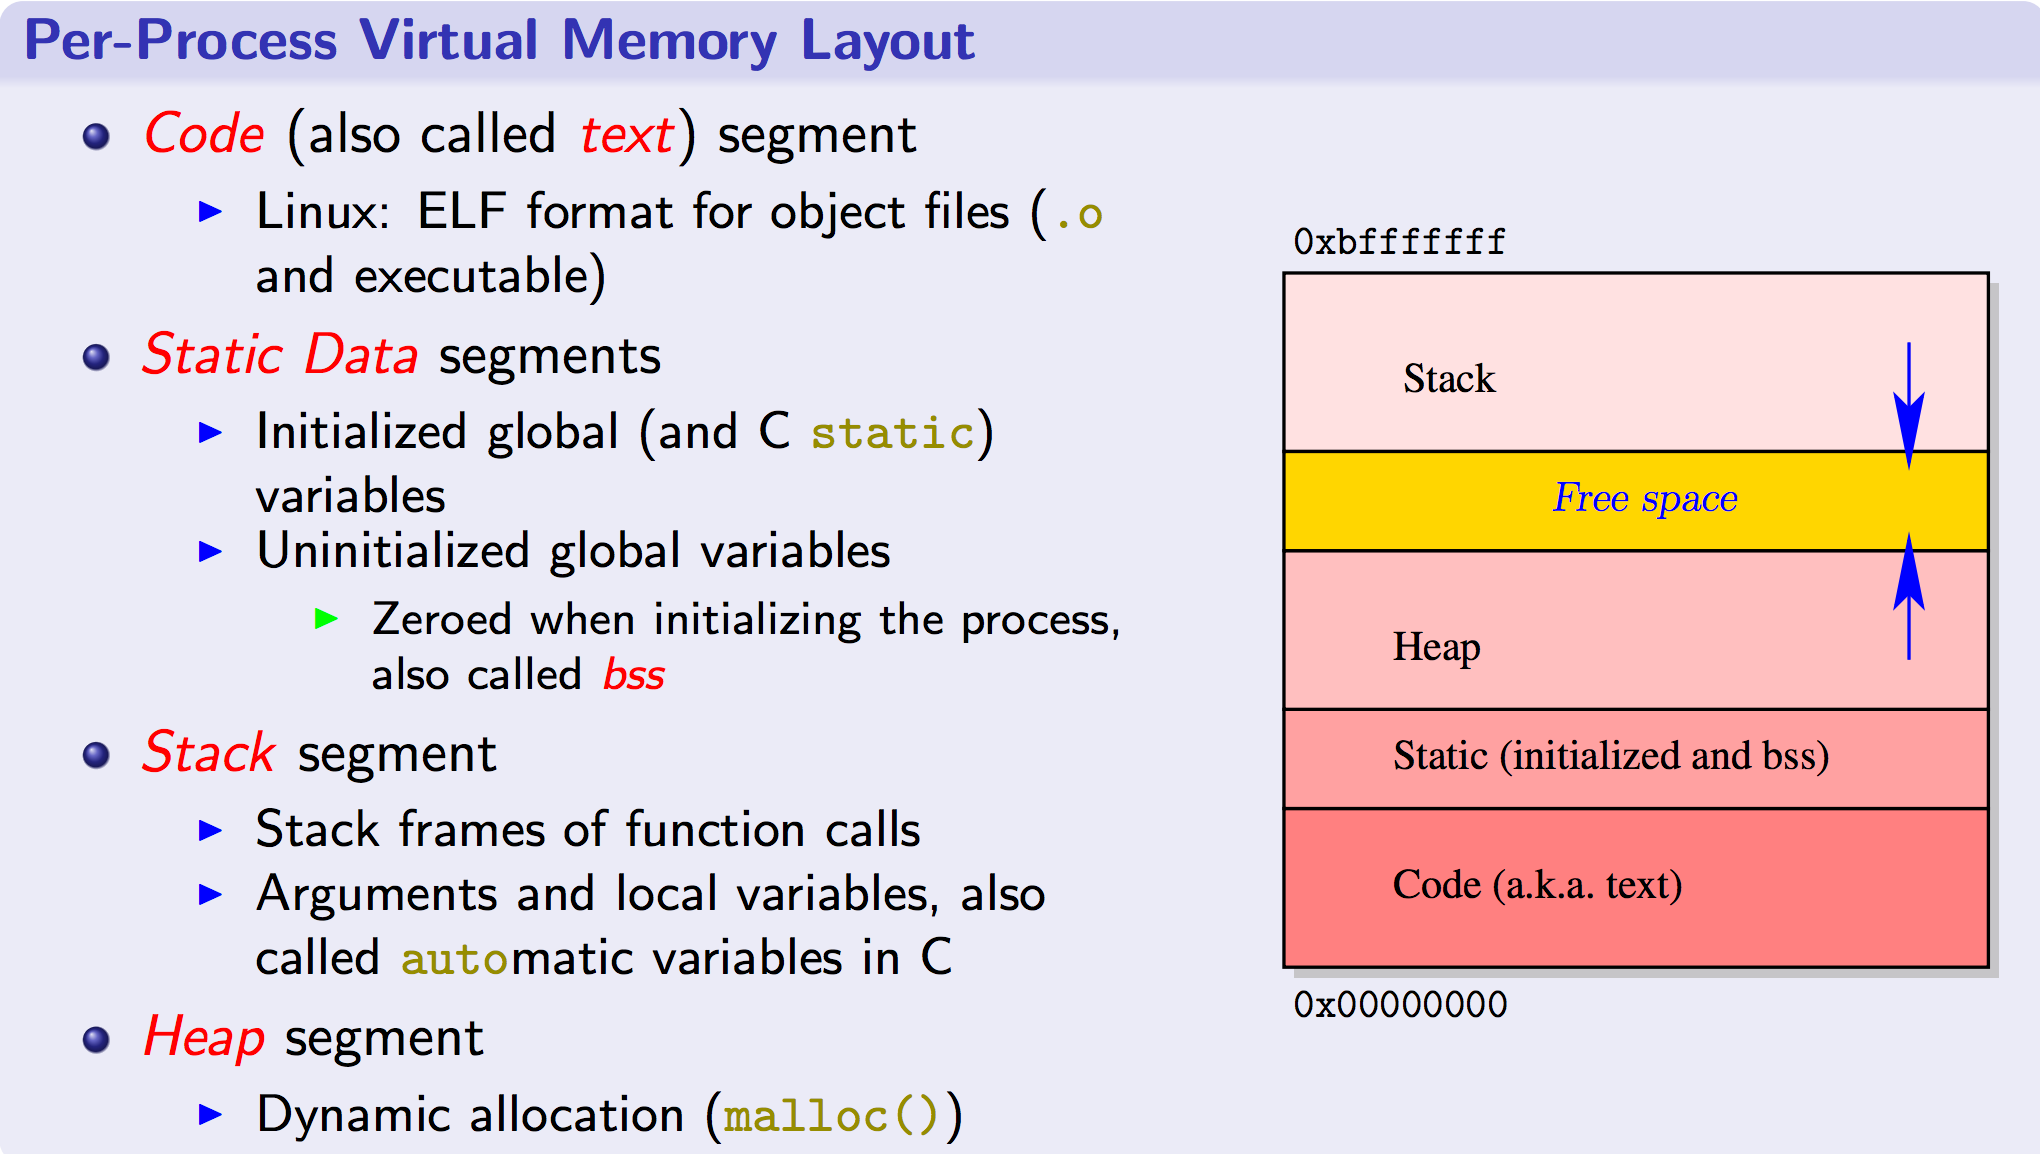 Per-Process Virtual Memory Layout
Code (also called text) segment
Linux: ELF format for object files (.o
and executable)
Static Data segments
Initialized global (and C static)
variables
Uninitialized global variables
Zeroed when initializing the process,
also called bss
Stack segment
Stack frames of function calls
Arguments and local variables, also
called automatic variables in C
Heap segment
Dynamic allocation (malloc())
0xbfffffff
Stack
Free space
Heap
Static (initialized and bss)
Code (a.k.a. text)
0x00000000